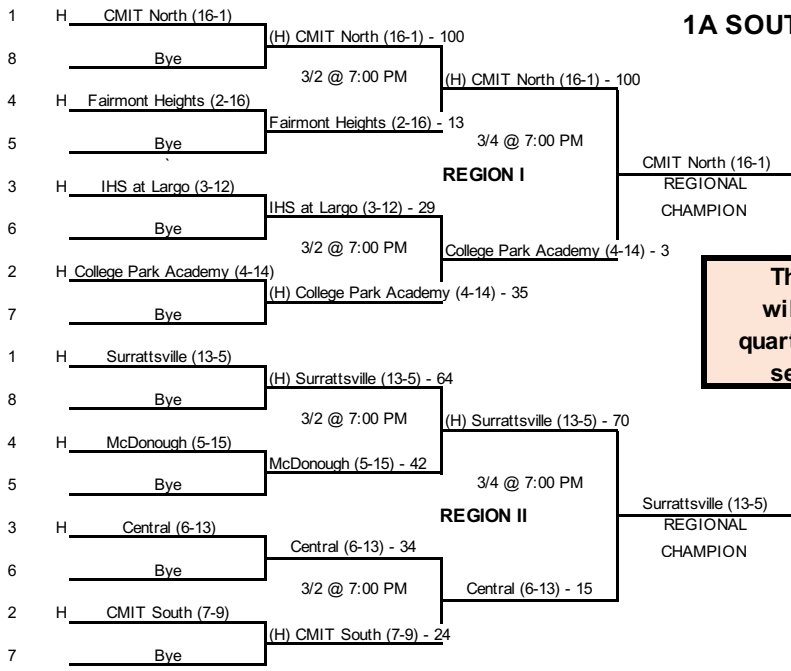 1A SOUT
1 H CMIT North (16-1)
(H) CMIT North (16-1) - 100
8 Bye
3/2 @ 7:00 PM
(H) CMIT North (16-1) - 100
4 H Fairmont Heights (2-16)
Fairmont Heights (2-16) - 13
5 Bye
3/4 @ 7:00 PM
`
REGION I
CMIT North (16-1)
REGIONAL
CHAMPION
3 H IHS at Largo (3-12)
IHS at Largo (3-12) - 29
6 Bye
3/2 @ 7:00 PM
College Park Academy (4-14) - 3
2 H College Park Academy (4-14)
(H) College Park Academy (4-14) - 35
7 Bye
Th
wil
quart
se
1 H Surrattsville (13-5)
(H) Surrattsville (13-5) - 64
8 Bye
3/2 @ 7:00 PM
(H) Surrattsville (13-5) - 70
4 H McDonough (5-15)
McDonough (5-15) - 42
5 Bye
3/4 @ 7:00 PM
REGION II
Surrattsville (13-5)
REGIONAL
CHAMPION
3 H Central (6-13)
Central (6-13) - 34
6 Bye
3/2 @ 7:00 PM
Central (6-13) - 15
2 H CMIT South (7-9)
(H) CMIT South (7-9) - 24
7 Bye